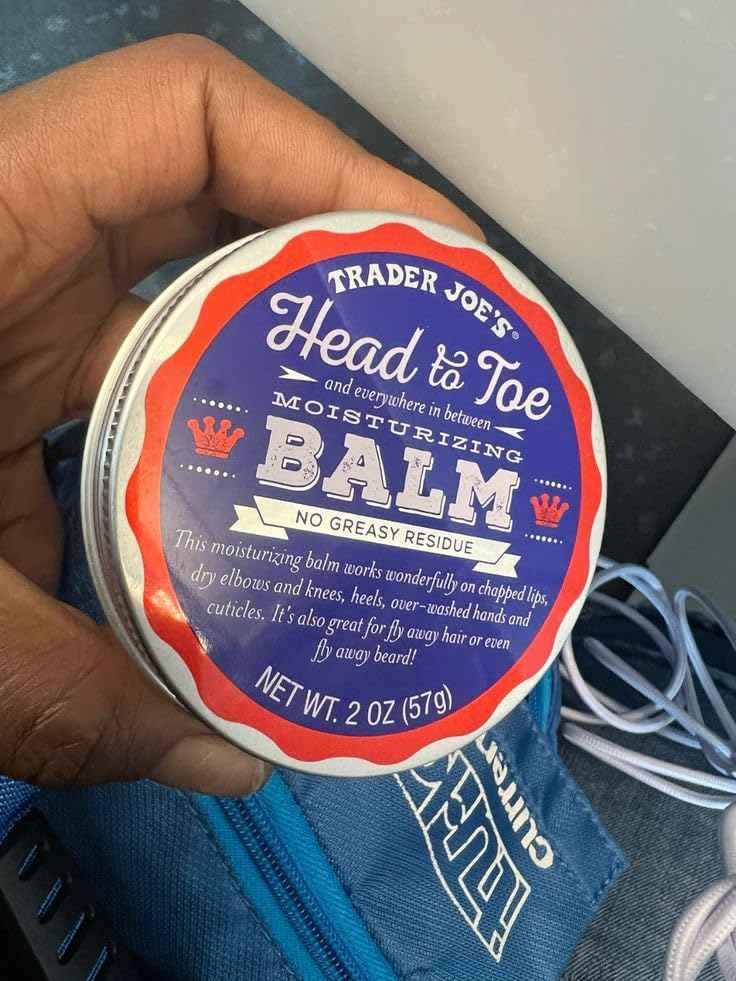 TRADER JOE'S®
Head to Toe
and everywhere in between
MOISTURIZING
BALM
NO GREASY RESIDUE
This moisturizing balm works wonderfully on chapped lips,
dry elbows and knees, heels, over-washed hands and
cuticles. It's also great for fly away hair or even
fly away beard!
NET WT. 2 OZ (57g)